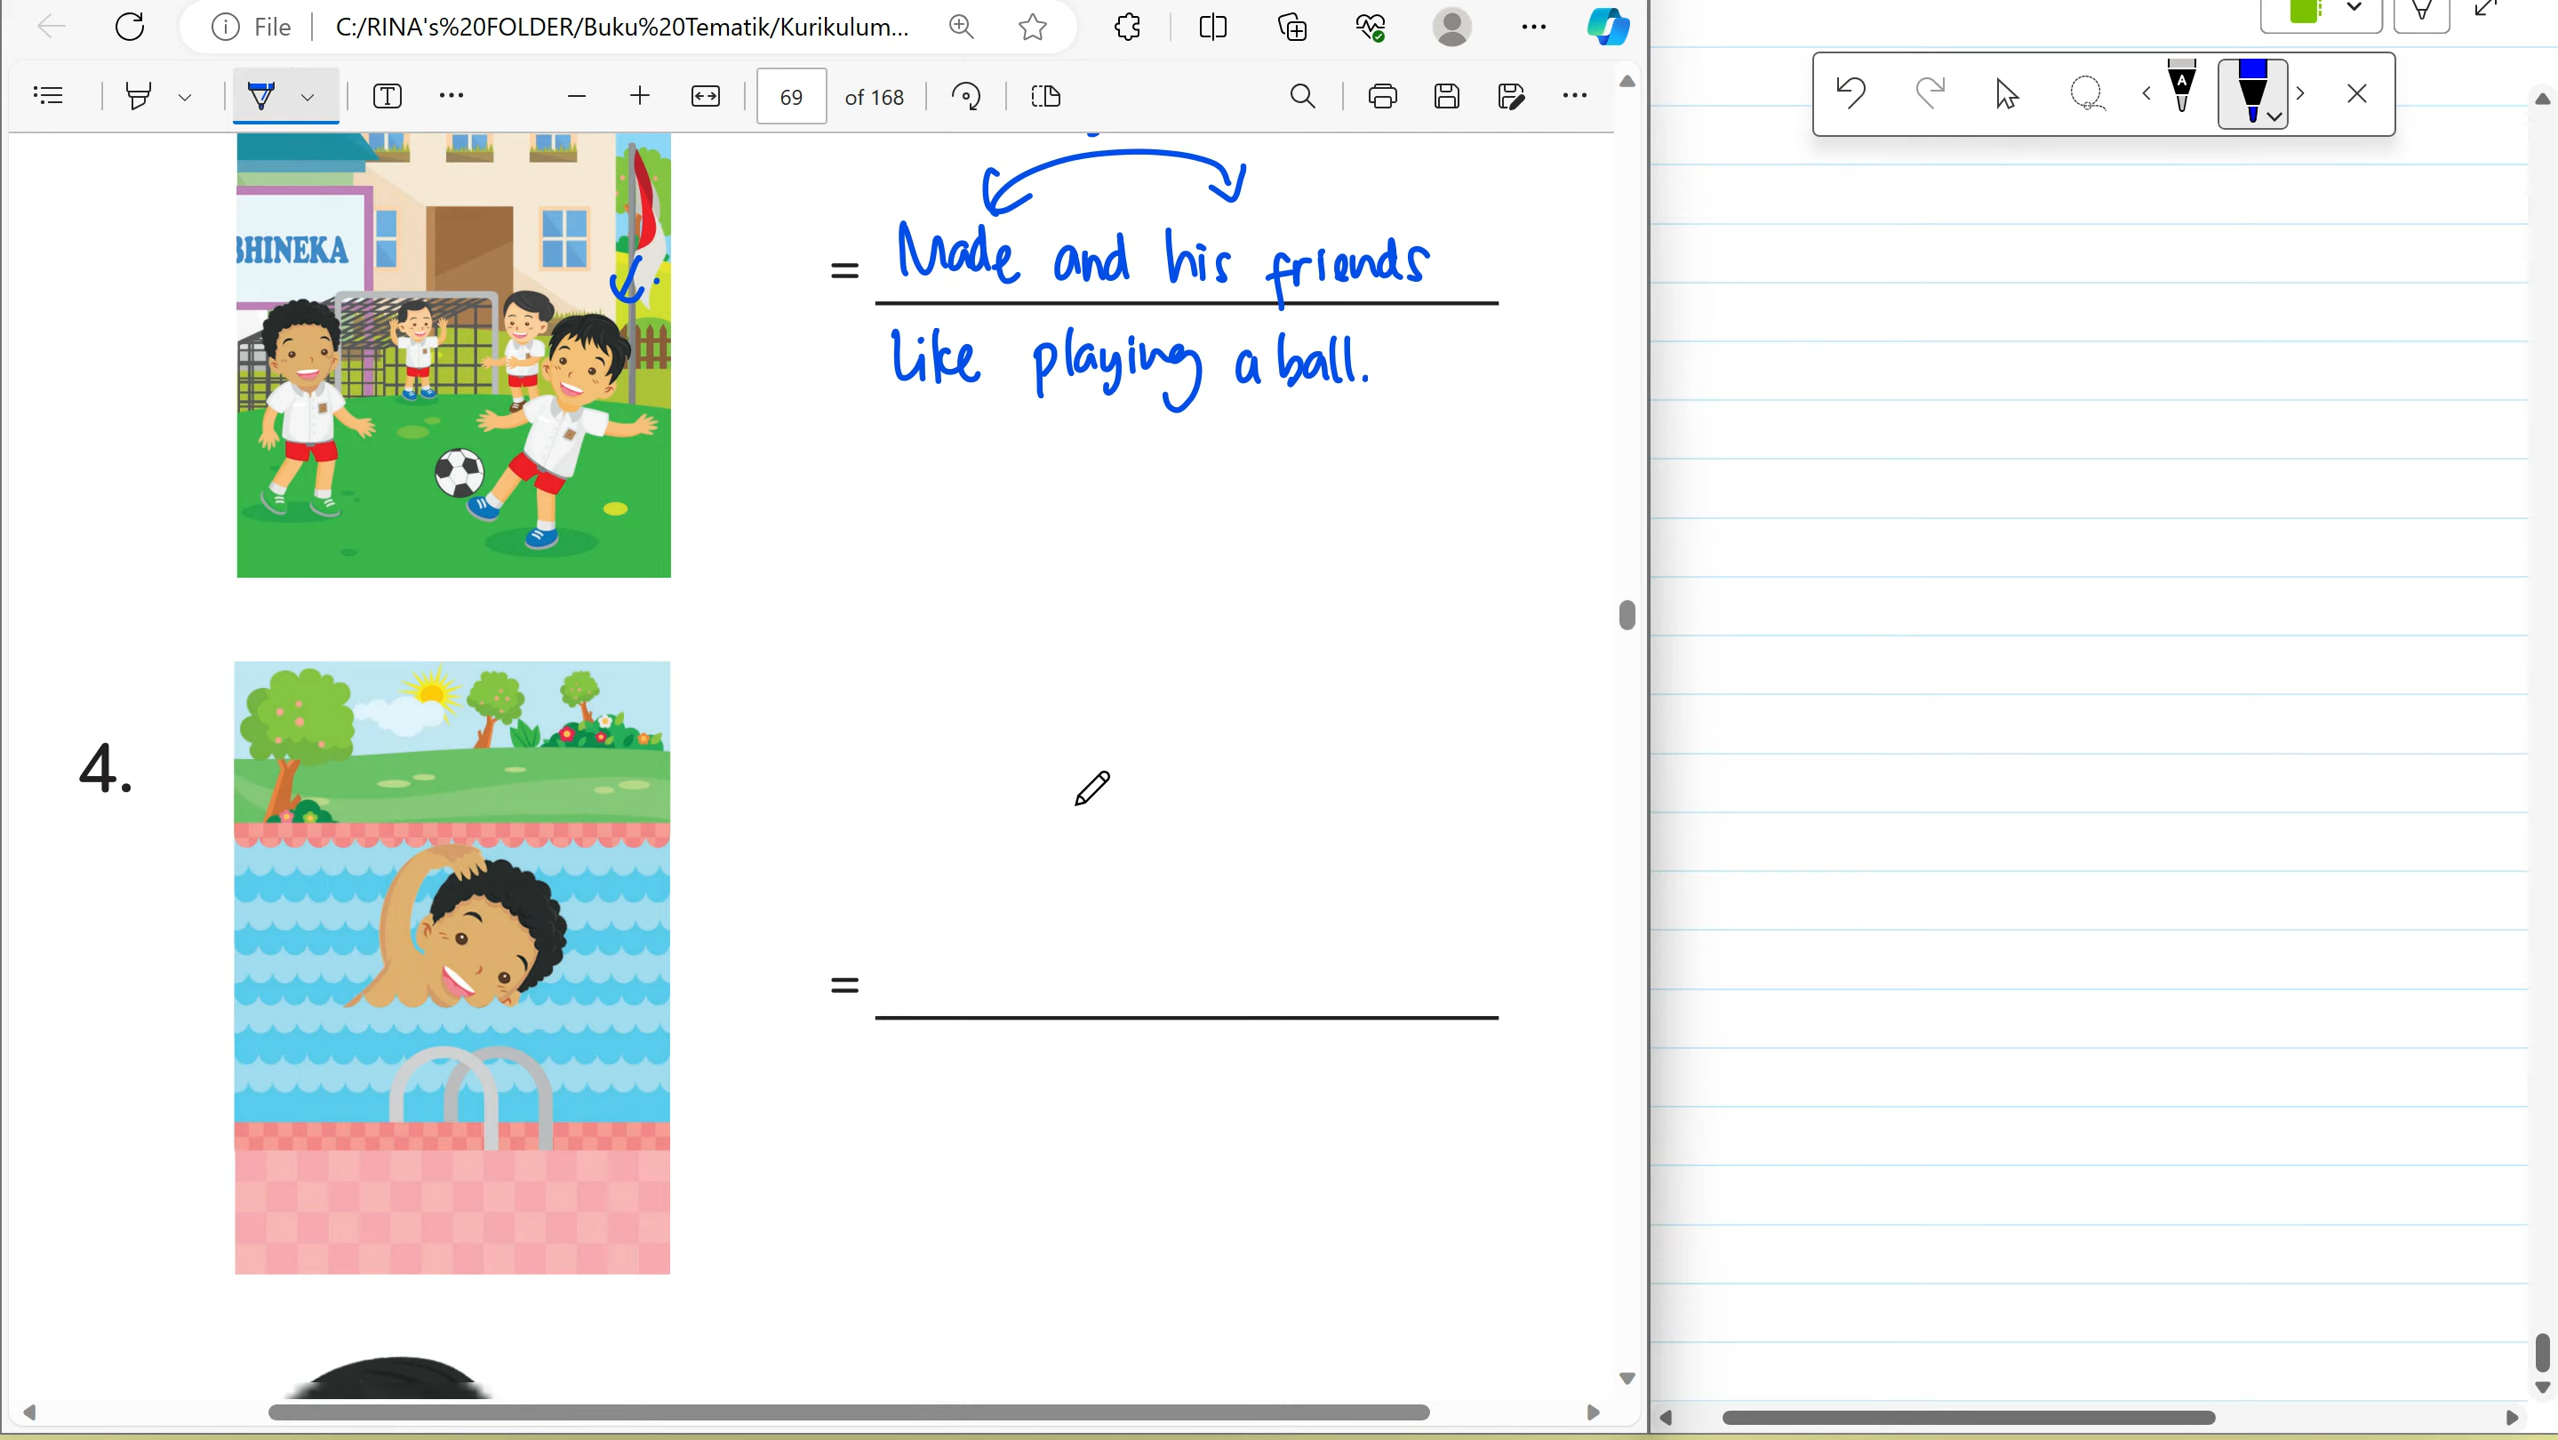 File
C:/RINA's%20FOLDER/Buku%20Tematik/Kurikulum...
69 of 168
BHINEKA
= Made and his friends
like playing a ball.
4.
=